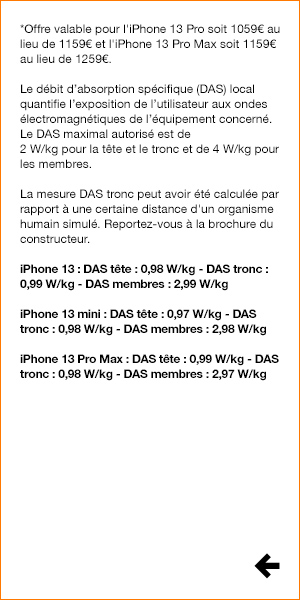 *Offre valable pour l'iPhone 13 Pro soit 1059€ au
lieu de 1159€ et l'iPhone 13 Pro Max soit 1159€
au lieu de 1259€.
Le débit d'absorption spécifique (DAS) local
quantifie l'exposition de l'utilisateur aux ondes
électromagnétiques de l'équipement concerné.
Le DAS maximal autorisé est de
2 W/kg pour la tête et le tronc et de 4 W/kg pour
les membres.
La mesure DAS tronc peut avoir été calculée par
rapport à une certaine distance d'un organisme
humain simulé. Reportez-vous à la brochure du
constructeur.
iPhone 13 : DAS tête : 0,98 W/kg - DAS tronc :
0,99 W/kg - DAS membres : 2,99 W/kg
iPhone 13 mini : DAS tête : 0,97 W/kg - DAS
tronc : 0,98 W/kg - DAS membres : 2,98 W/kg
iPhone 13 Pro Max : DAS tête : 0,99 W/kg - DAS
tronc : 0,98 W/kg - DAS membres : 2,97 W/kg